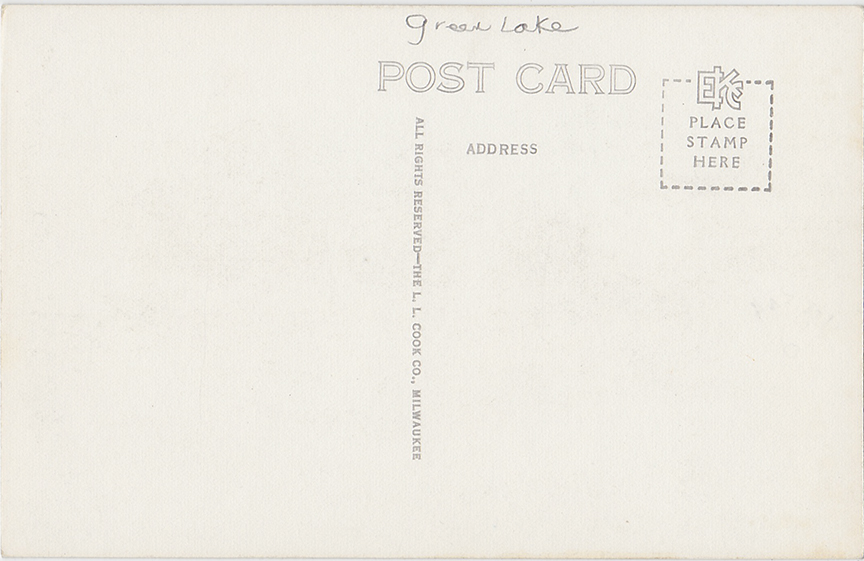 Green Lake
POST CARD
EKC
PLACE
STAMP
HERE
ADDRESS
ALL RIGHTS RESERVED—THE L. L. COOK CO., MILWAUKEE